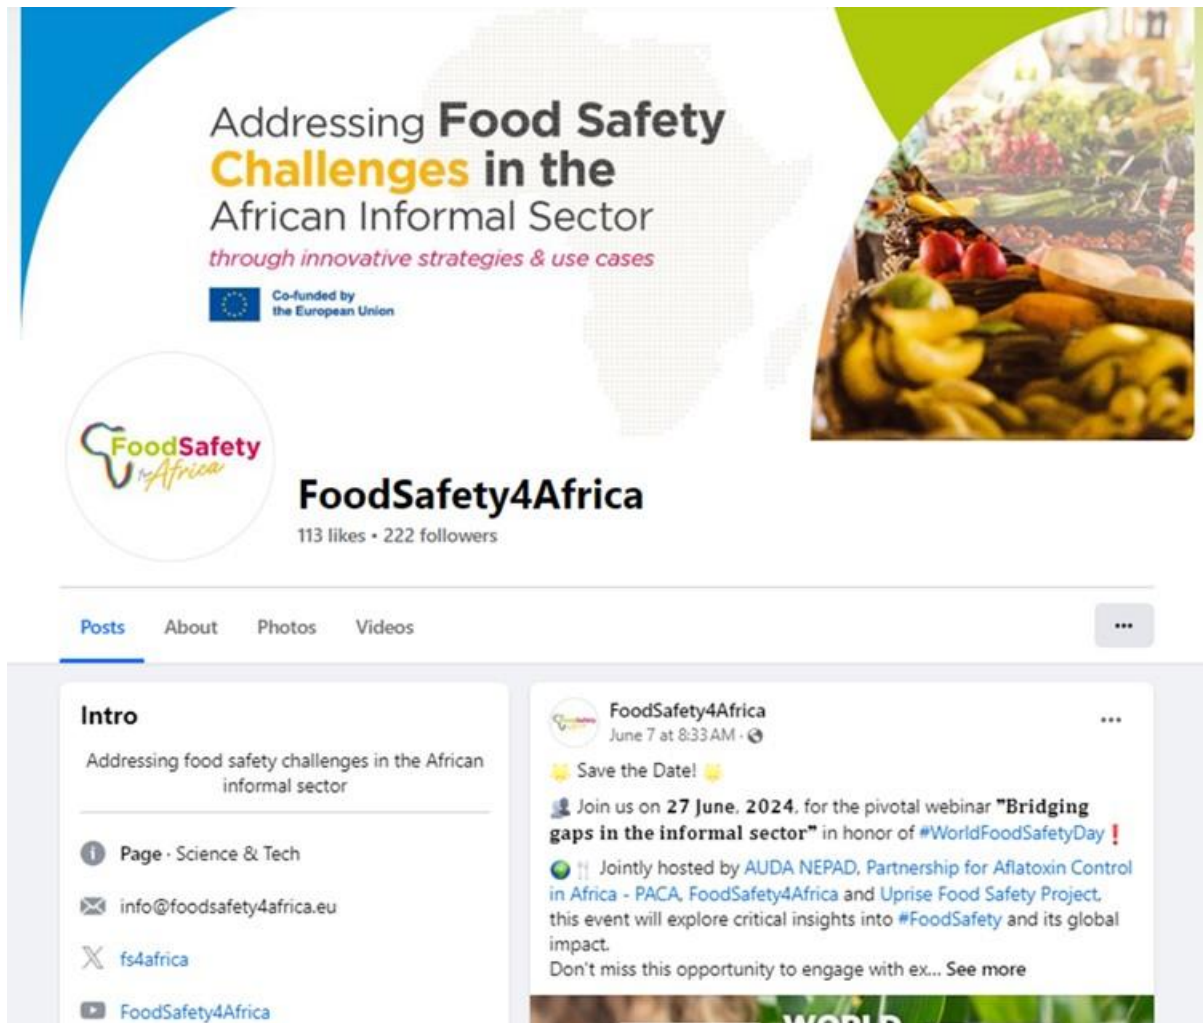 Addressing Food Safety
Challenges in the
African Informal Sector
through innovative strategies & use cases
Co-funded by
the European Union
FoodSafety
for Africa
FoodSafety4Africa
113 likes • 222 followers
Posts
About
Photos
Videos
Intro
Addressing food safety challenges in the African
informal sector
Page · Science & Tech
info@foodsafety4africa.eu
fs4africa
FoodSafety4Africa
FoodSafety4Africa
June 7 at 8:33 AM ·
Save the Date!
Join us on 27 June, 2024, for the pivotal webinar "Bridging
gaps in the informal sector" in honor of #WorldFoodSafetyDay❗
Jointly hosted by AUDA NEPAD, Partnership for Aflatoxin Control
in Africa - PACA, FoodSafety4Africa and Uprise Food Safety Project,
this event will explore critical insights into #FoodSafety and its global
impact.
Don't miss this opportunity to engage with ex... See more
WORLD